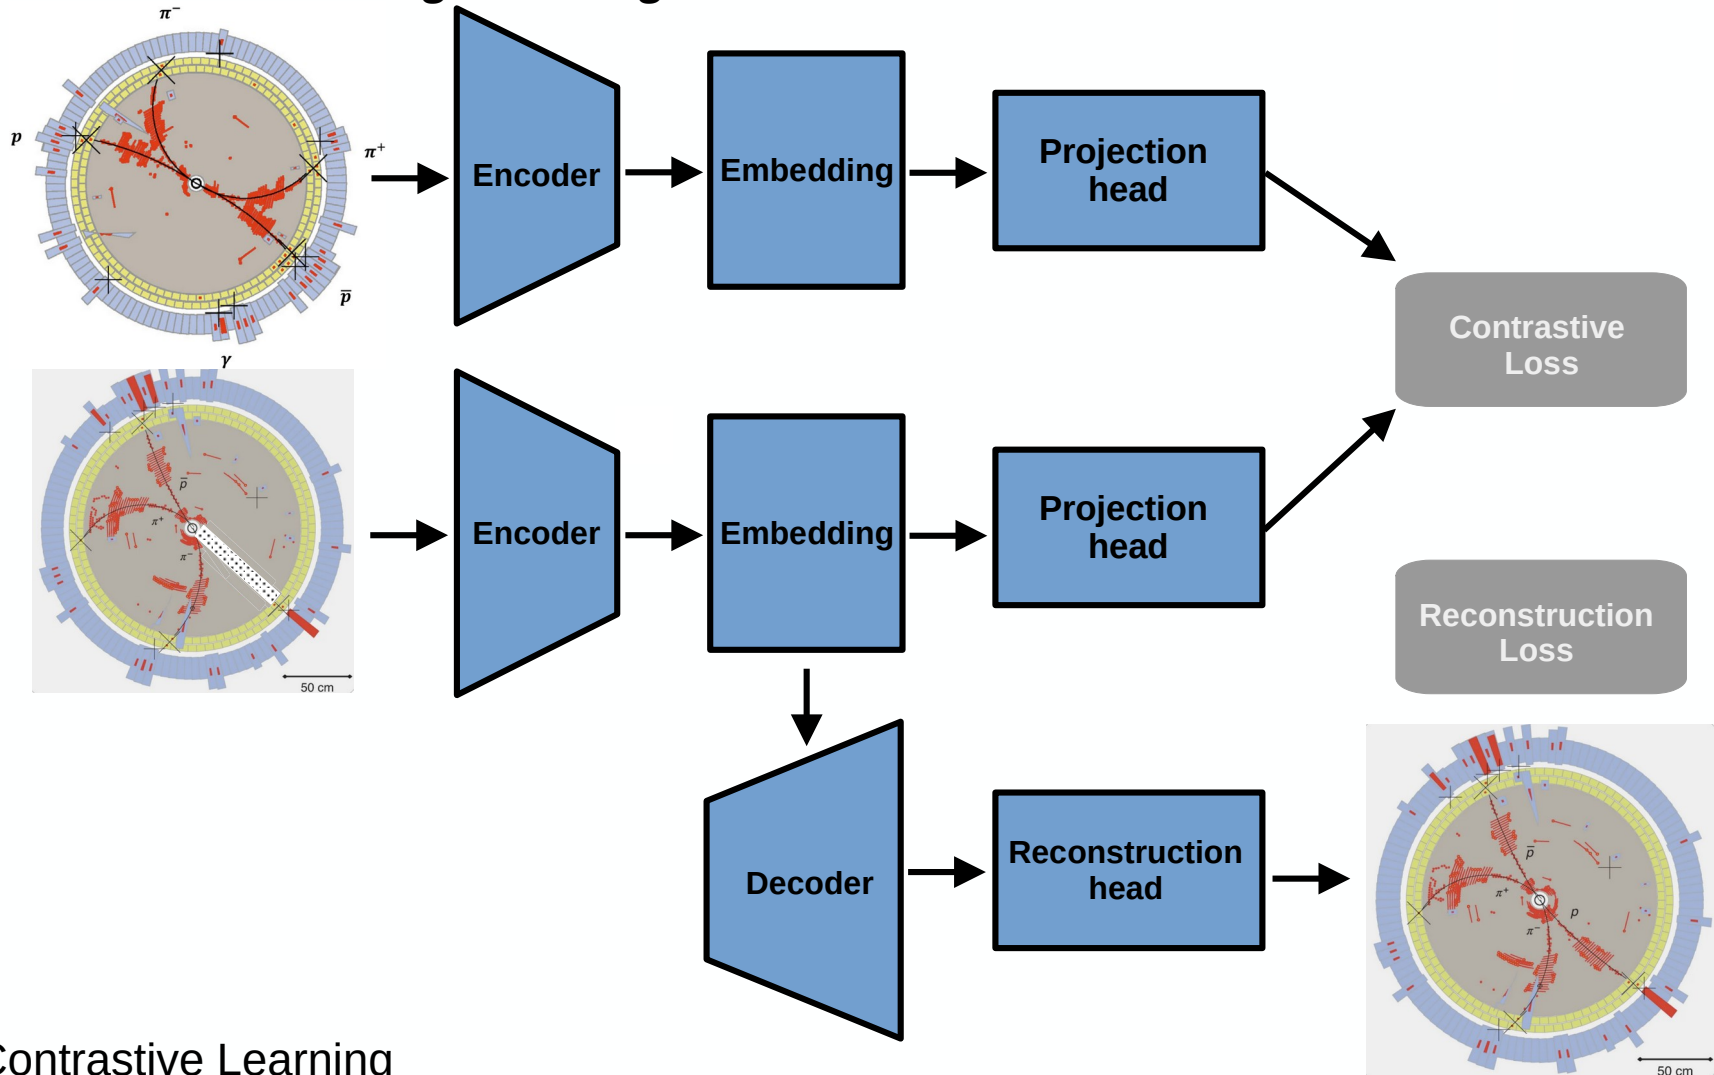 π⁻
p
π⁺
p̄
γ
Encoder
Embedding
Projection
head
Contrastive
Loss
p̄
π⁺
π⁻
50 cm
Encoder
Embedding
Projection
head
Reconstruction
Loss
Decoder
Reconstruction
head
p̄
π⁺
p
π⁻
50 cm
Contrastive Learning